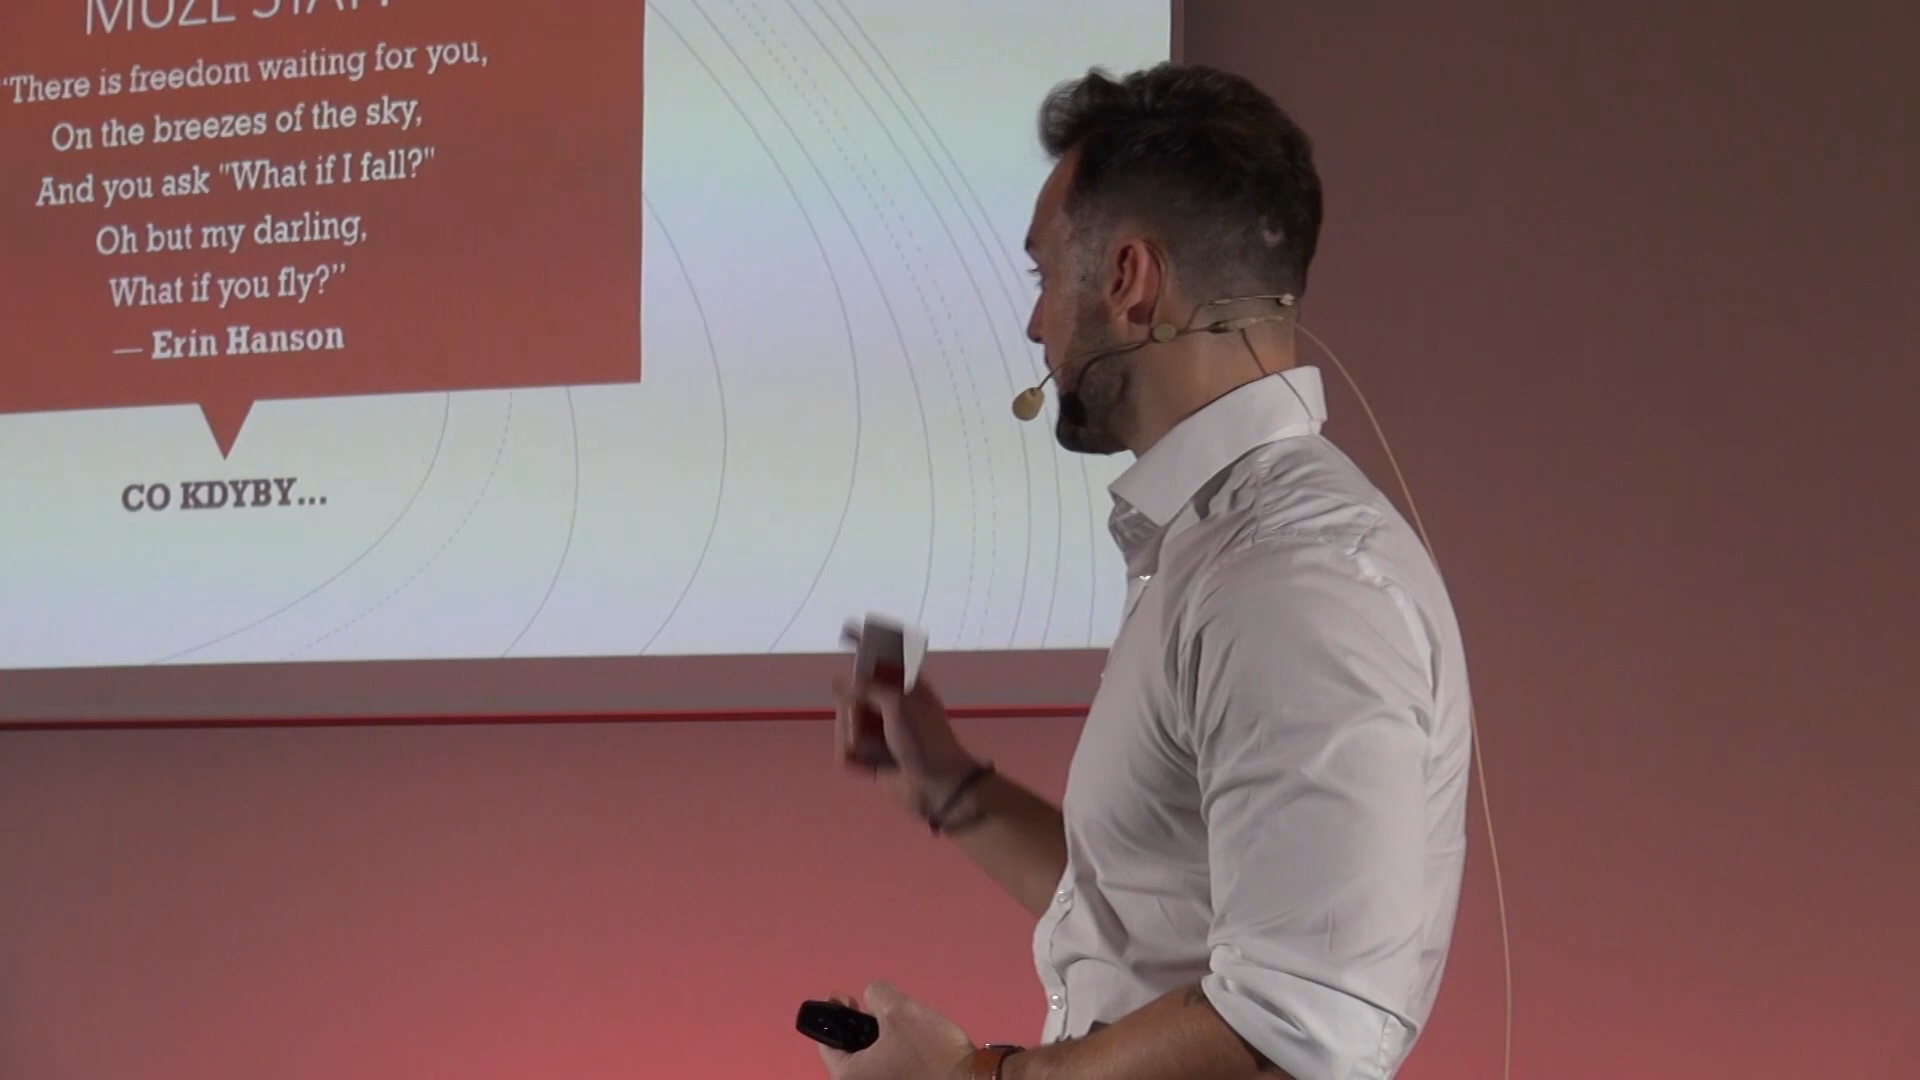 "There is freedom waiting for you,
On the breezes of the sky,
And you ask "What if I fall?"
Oh but my darling,
What if you fly?”
— Erin Hanson
CO KDYBY...